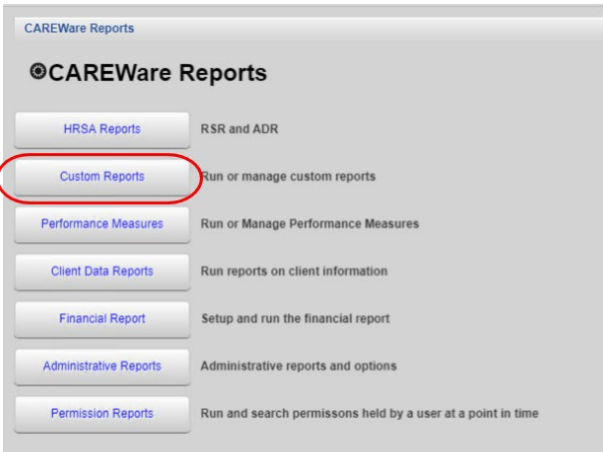 CAREWare Reports
CAREWare Reports
HRSA Reports RSR and ADR
Custom Reports Run or manage custom reports
Performance Measures Run or Manage Performance Measures
Client Data Reports Run reports on client information
Financial Report Setup and run the financial report
Administrative Reports Administrative reports and options
Permission Reports Run and search permissons held by a user at a point in time